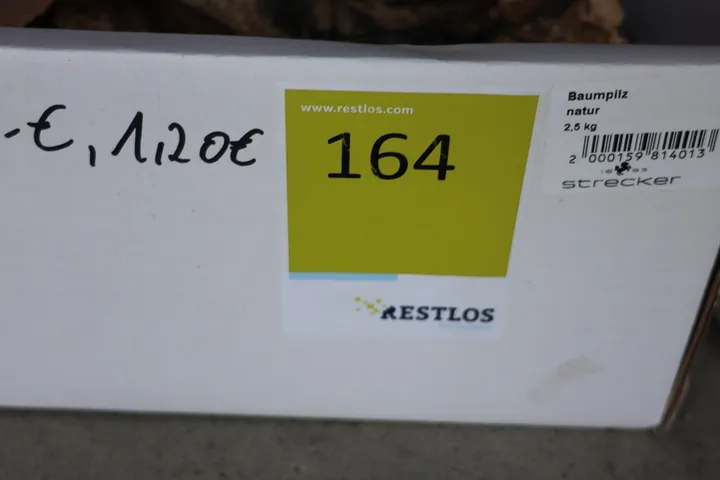 -€, 1,20€
www.restlos.com
164
RESTLOS
Baumpilz
natur
2,5 kg
2 000159 814013
strecker